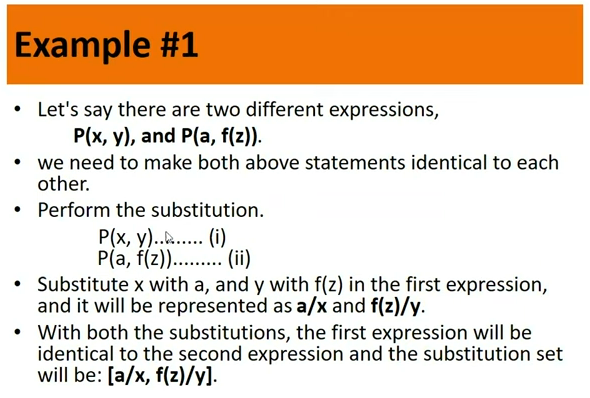 Example #1
• Let's say there are two different expressions,
P(x, y), and P(a, f(z)).
• we need to make both above statements identical to each
other.
• Perform the substitution.
P(x, y)......... (i)
P(a, f(z))......... (ii)
• Substitute x with a, and y with f(z) in the first expression,
and it will be represented as a/x and f(z)/y.
• With both the substitutions, the first expression will be
identical to the second expression and the substitution set
will be: [a/x, f(z)/y].